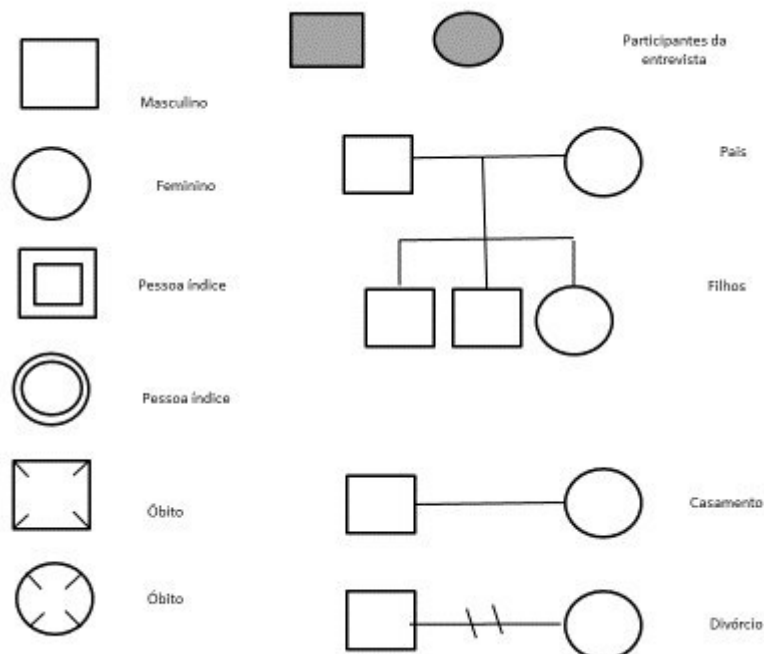 Participantes da
entrevista
Masculino
Pais
Feminino
Pessoa índice
Filhos
Pessoa índice
Óbito
Casamento
Óbito
Divórcio